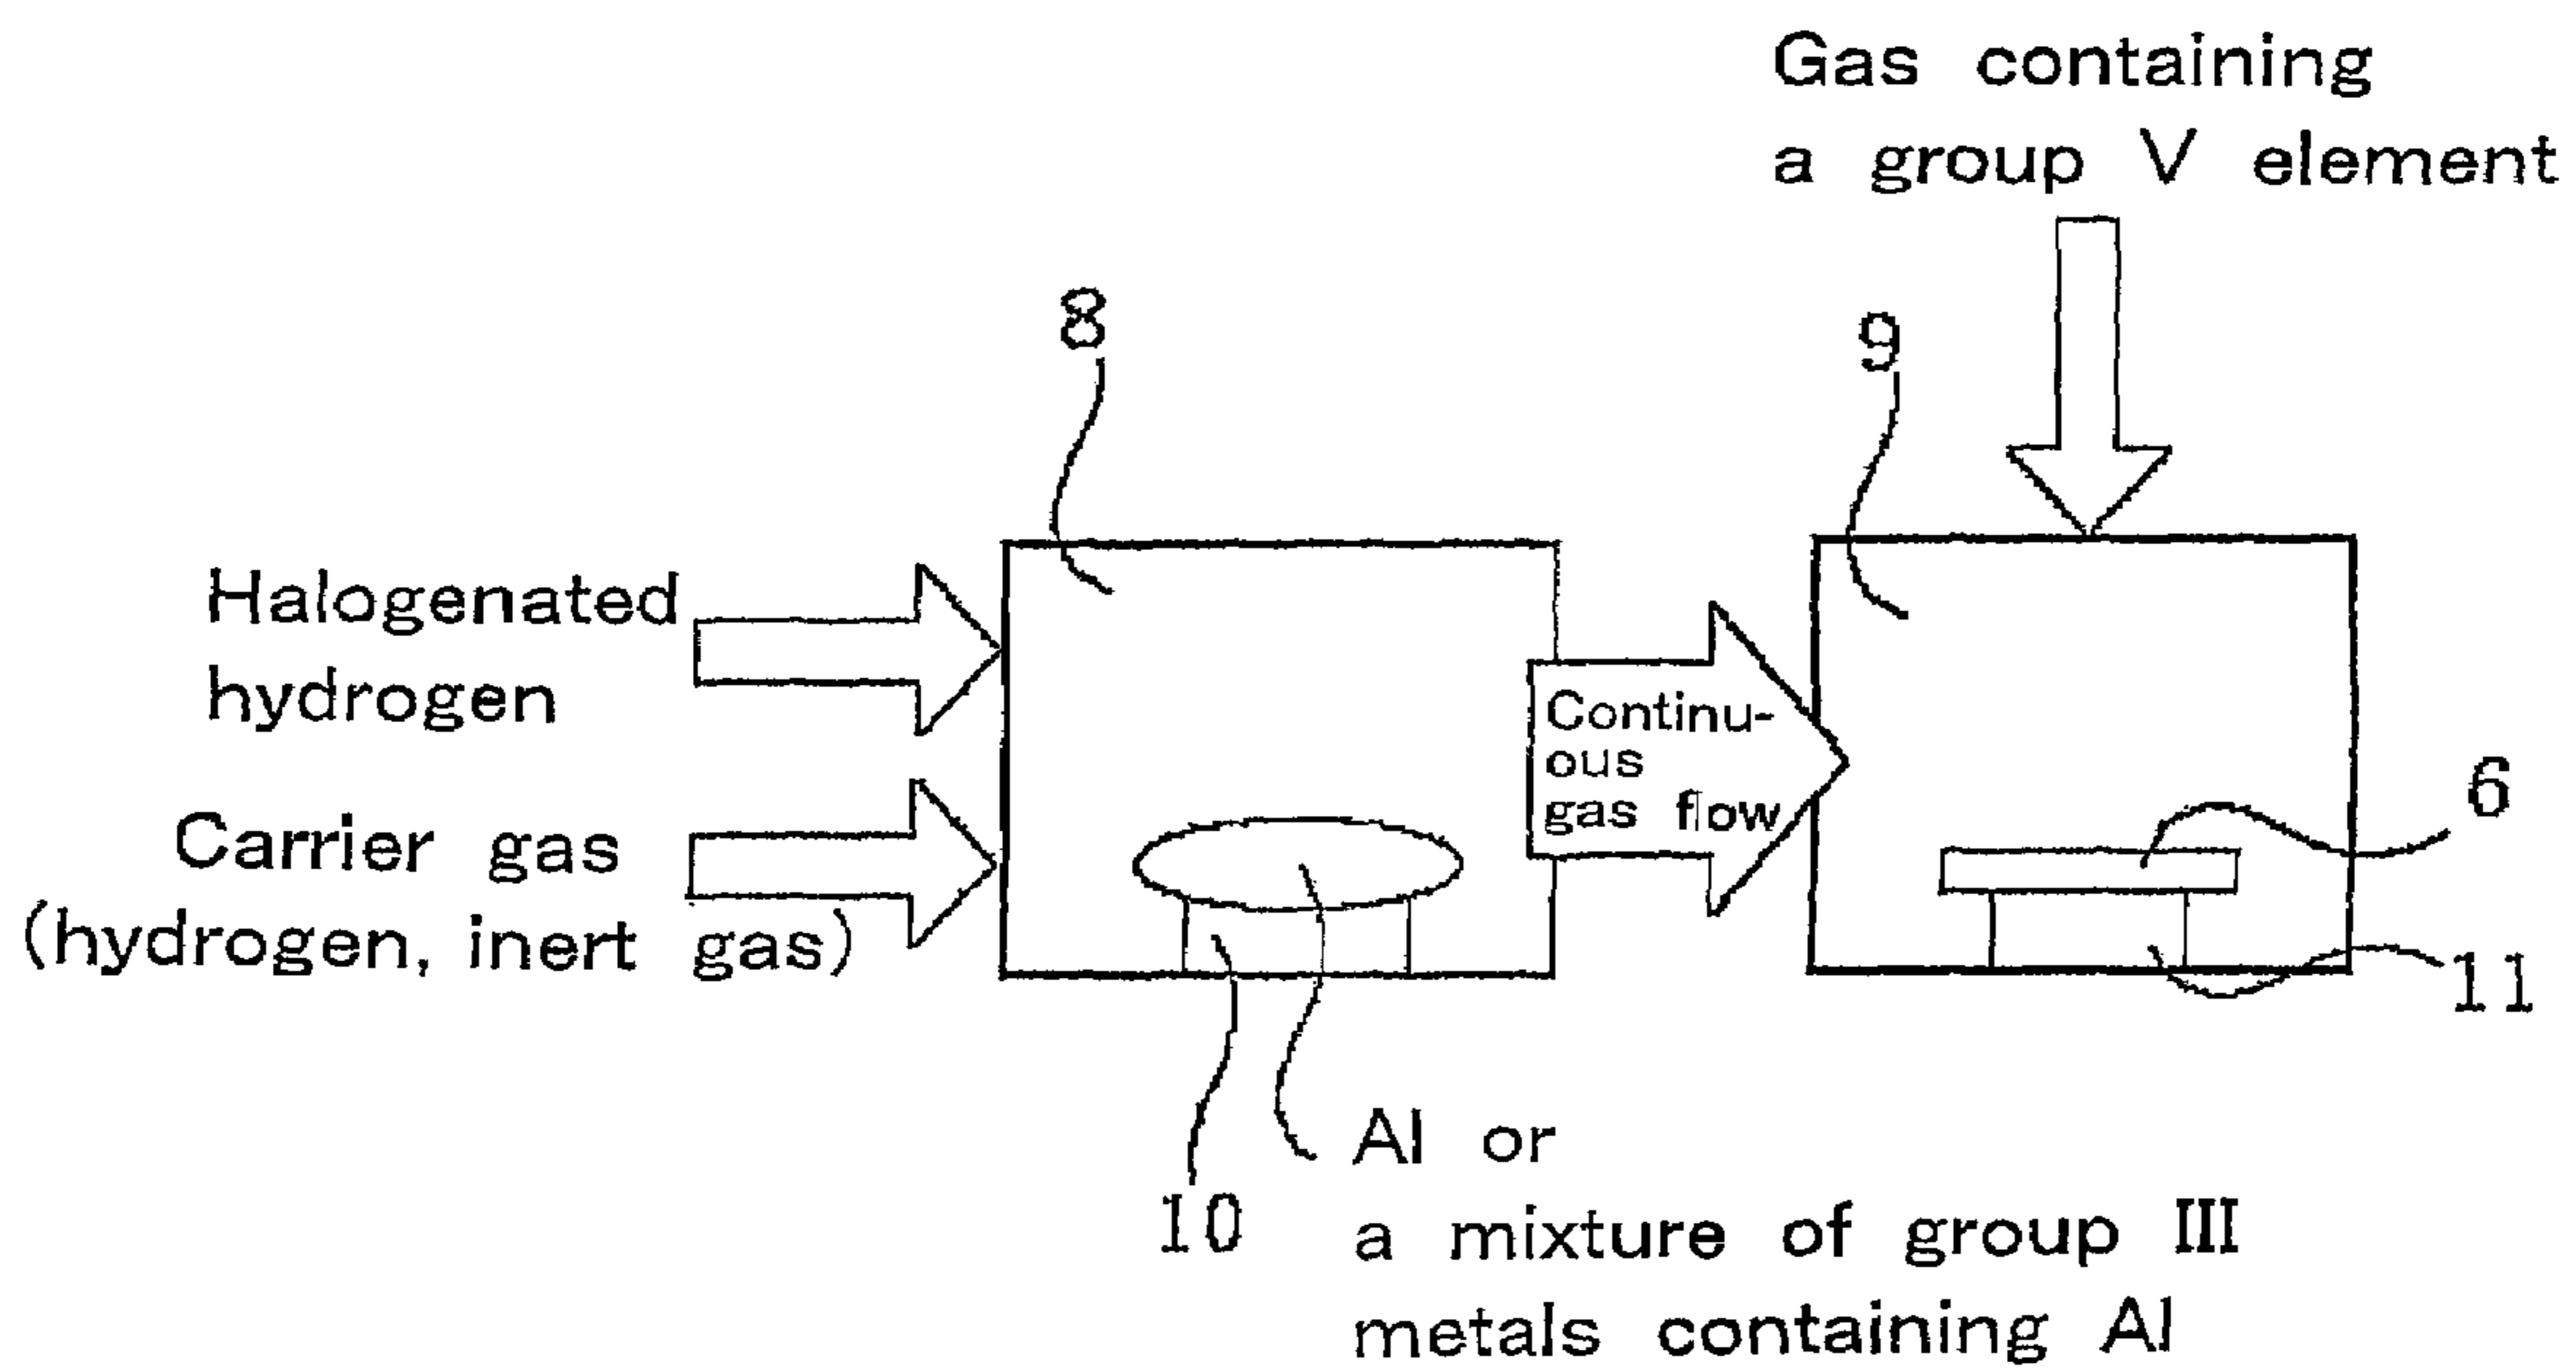 Gas containing
a group V element
8
9
Halogenated
hydrogen
Continu-
ous
gas flow
6
Carrier gas
(hydrogen, inert gas)
11
10
Al or
a mixture of group III
metals containing Al